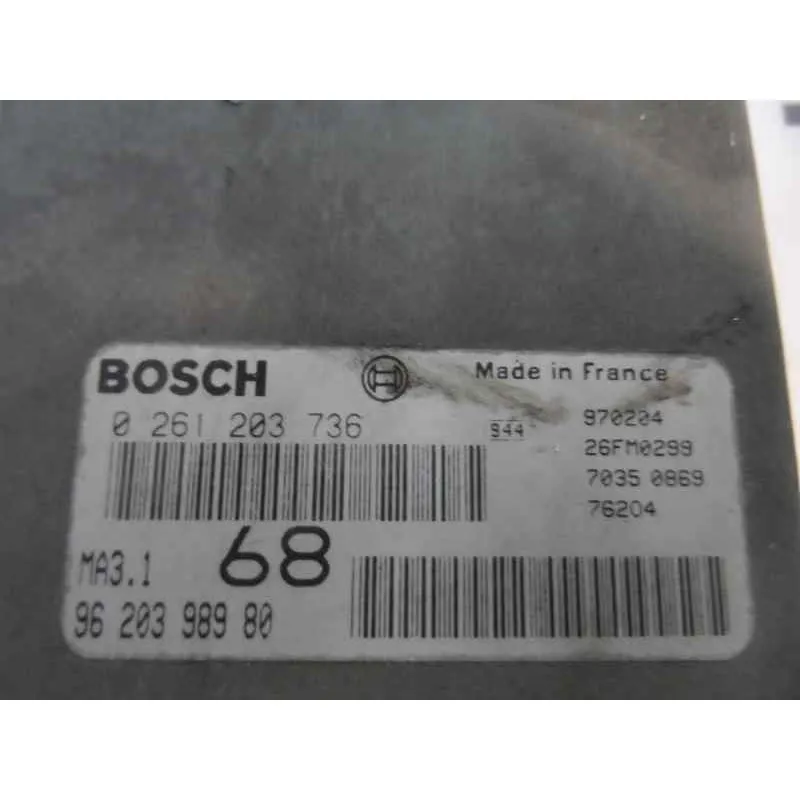 BOSCH
Made in France
0 261 203 736
944
970204
26FM0299
7035 0869
76204
MA3.1
68
96 203 989 80